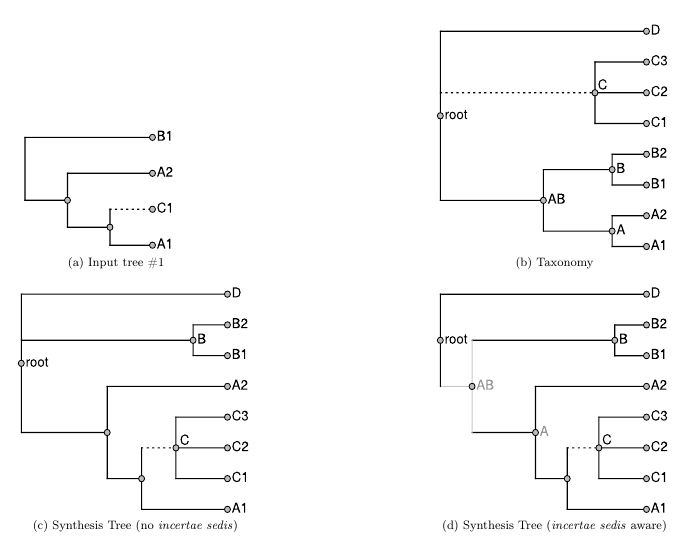 B1
A2
C1
A1
(a) Input tree #1
D
C3
C
C2
root
C1
B2
B
B1
AB
A2
A
A1
(b) Taxonomy
D
B2
B
B1
root
A2
C3
C
C2
C1
A1
(c) Synthesis Tree (no incertae sedis)
D
B2
root
B
B1
AB
A2
C3
A
C
C2
C1
A1
(d) Synthesis Tree (incertae sedis aware)